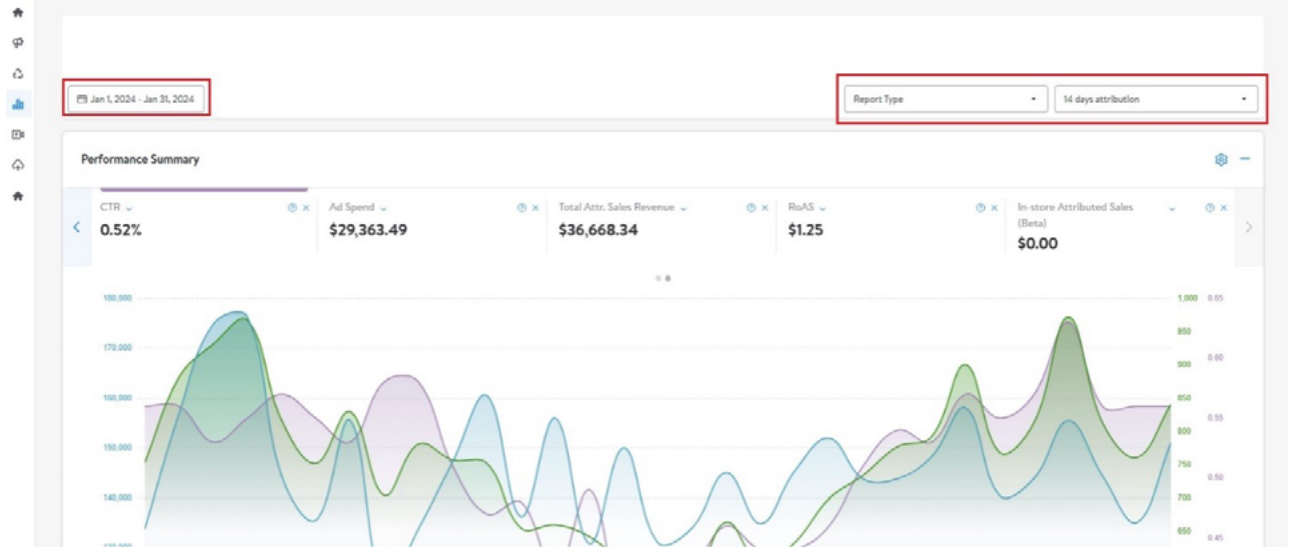 Jan 1, 2024 - Jan 31, 2024
Report Type
14 days attribution
Performance Summary
CTR
0.52%
Ad Spend
$29,363.49
Total Attr. Sales Revenue
$36,668.34
RoAS
$1.25
In-store Attributed Sales
(Beta)
$0.00
180,000
1,000
0.65
950
170,000
0.60
900
160,000
850
0.55
800
150,000
750
0.50
140,000
700
650
0.45
130,000